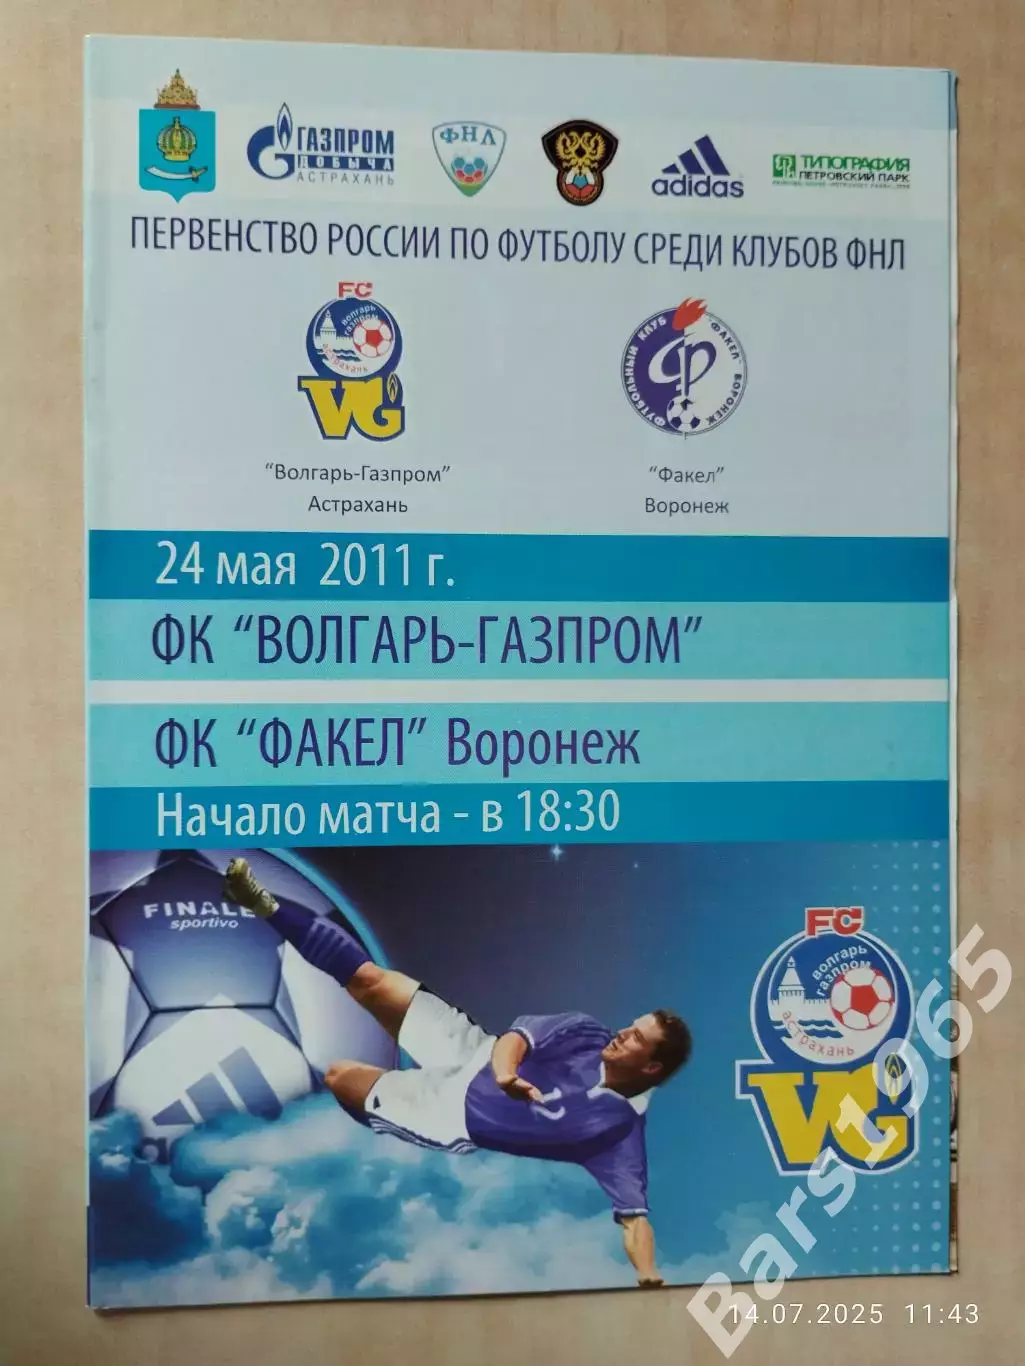 ГАЗПРОМ
ДОБЫЧА
АСТРАХАНЬ
ФНЛ
adidas
ТИПОГРАФИЯ
ПЕТРОВСКИЙ ПАРК
ПЕРВЕНСТВО РОССИИ ПО ФУТБОЛУ СРЕДИ КЛУБОВ ФНЛ
FC
волгарь
газпром
астрахань
VG
ФУТБОЛЬНЫЙ КЛУБ "ФАКЕЛ" ВОРОНЕЖ
"Волгарь-Газпром"
Астрахань
"Факел"
Воронеж
24 мая 2011 г.
ФК "ВОЛГАРЬ-ГАЗПРОМ"
ФК "ФАКЕЛ" Воронеж
Начало матча - в 18:30
FINALE
sportivo
FC
волгарь
газпром
астрахань
VG
Bars1965
14.07.2025 11:43